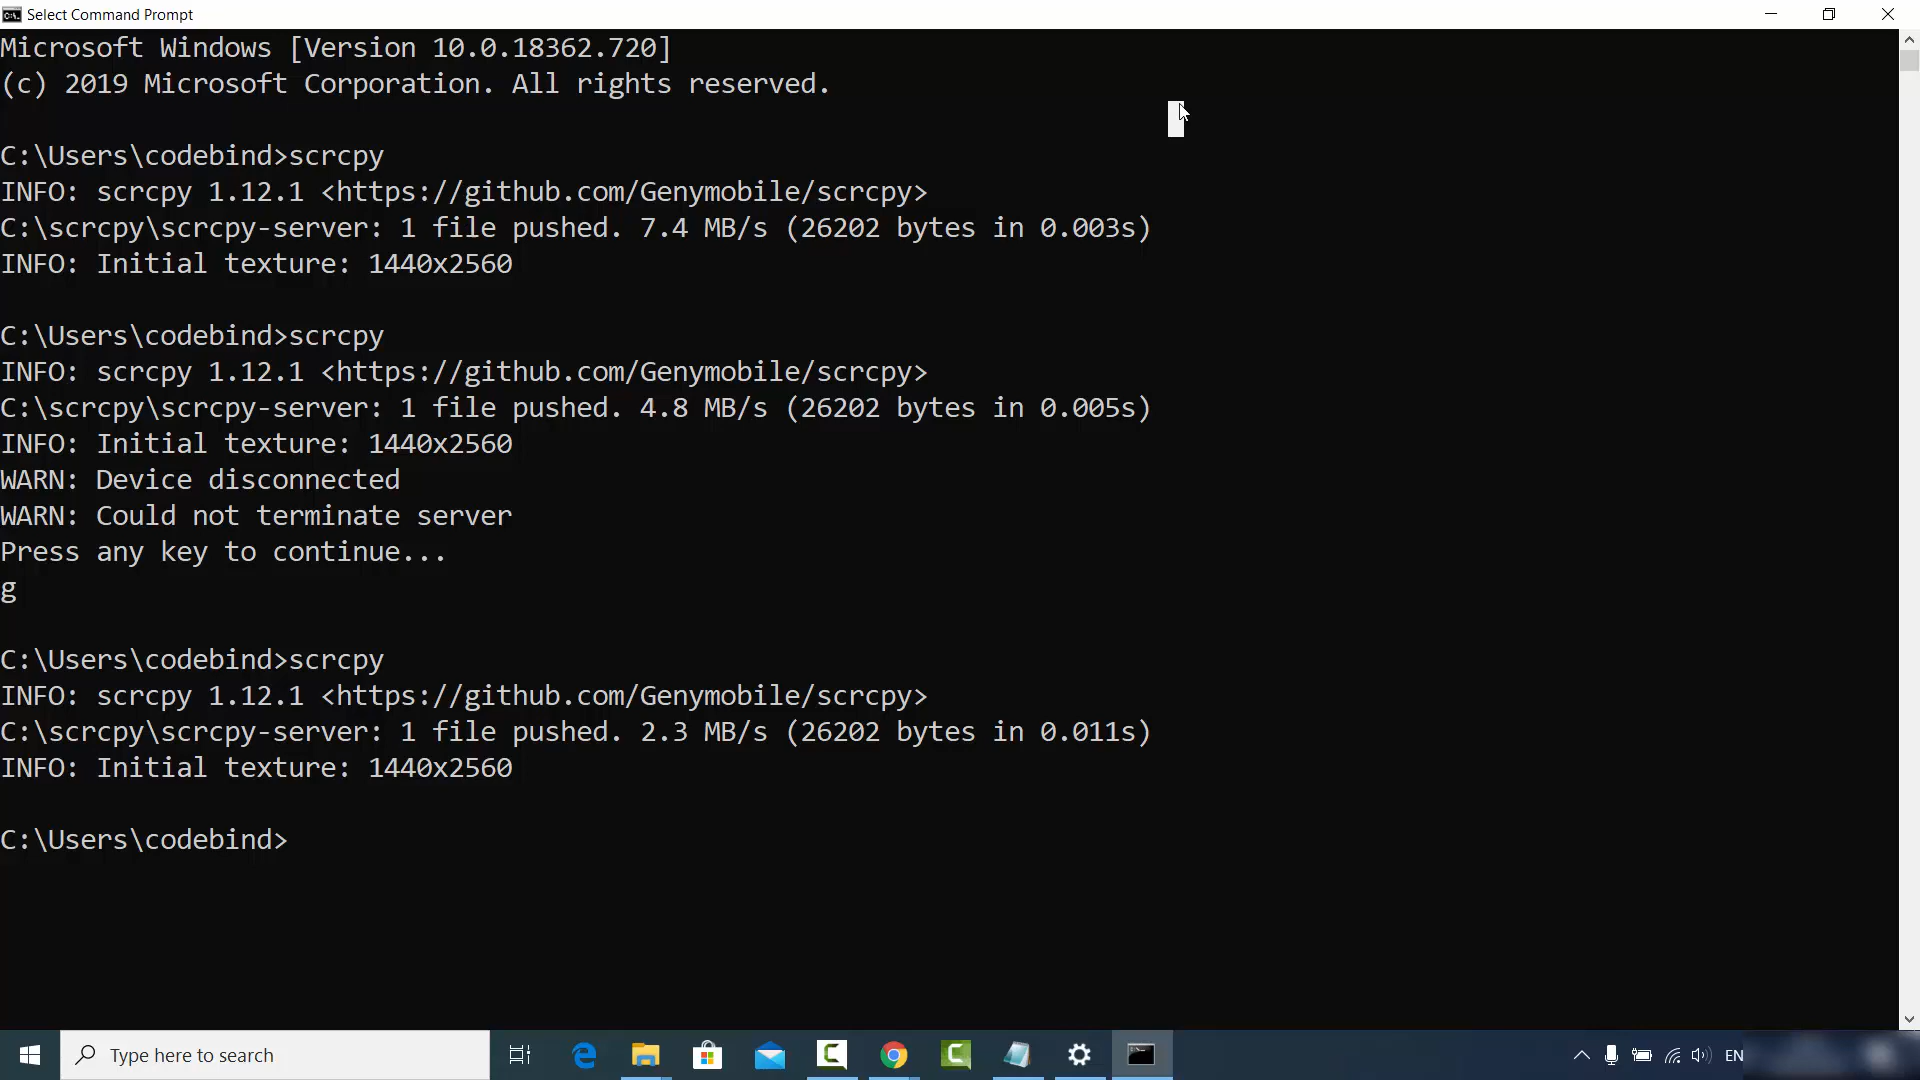 Select Command Prompt
Microsoft Windows [Version 10.0.18362.720]
(c) 2019 Microsoft Corporation. All rights reserved.
C:\Users\codebind>scrcpy
INFO: scrcpy 1.12.1 <https://github.com/Genymobile/scrcpy>
C:\scrcpy\scrcpy-server: 1 file pushed. 7.4 MB/s (26202 bytes in 0.003s)
INFO: Initial texture: 1440x2560
C:\Users\codebind>scrcpy
INFO: scrcpy 1.12.1 <https://github.com/Genymobile/scrcpy>
C:\scrcpy\scrcpy-server: 1 file pushed. 4.8 MB/s (26202 bytes in 0.005s)
INFO: Initial texture: 1440x2560
WARN: Device disconnected
WARN: Could not terminate server
Press any key to continue...
g
C:\Users\codebind>scrcpy
INFO: scrcpy 1.12.1 <https://github.com/Genymobile/scrcpy>
C:\scrcpy\scrcpy-server: 1 file pushed. 2.3 MB/s (26202 bytes in 0.011s)
INFO: Initial texture: 1440x2560
C:\Users\codebind>
Type here to search
EN